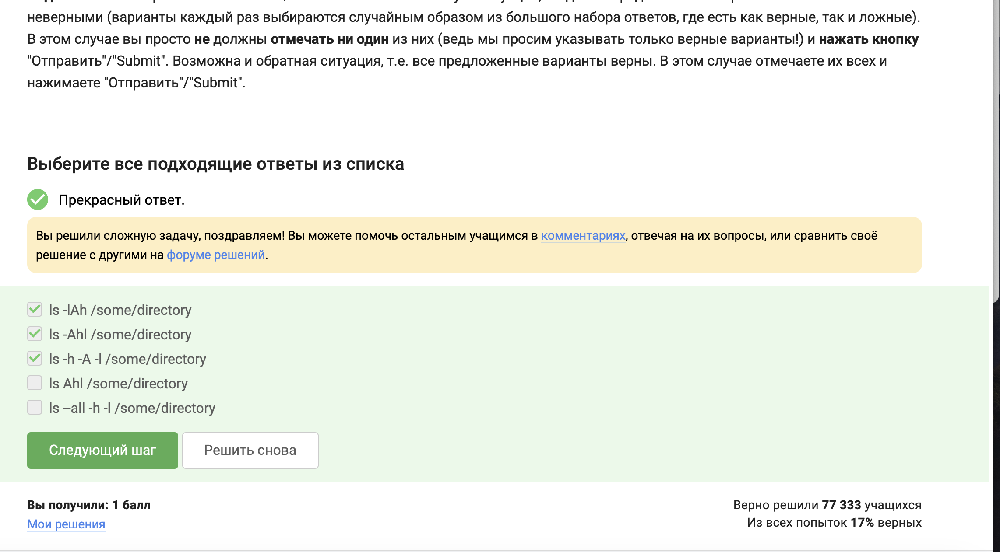 неверными (варианты каждый раз выбираются случайным образом из большого набора ответов, где есть как верные, так и ложные).
В этом случае вы просто не должны отмечать ни один из них (ведь мы просим указывать только верные варианты!) и нажать кнопку
"Отправить"/"Submit". Возможна и обратная ситуация, т.е. все предложенные варианты верны. В этом случае отмечаете их всех и
нажимаете "Отправить"/"Submit".
Выберите все подходящие ответы из списка
Прекрасный ответ.
Вы решили сложную задачу, поздравляем! Вы можете помочь остальным учащимся в комментариях, отвечая на их вопросы, или сравнить своё
решение с другими на форуме решений.
ls -lAh /some/directory
ls -Ahl /some/directory
ls -h -A -l /some/directory
ls Ahl /some/directory
ls --all -h -l /some/directory
Следующий шаг
Решить снова
Вы получили: 1 балл
Мои решения
Верно решили 77 333 учащихся
Из всех попыток 17% верных